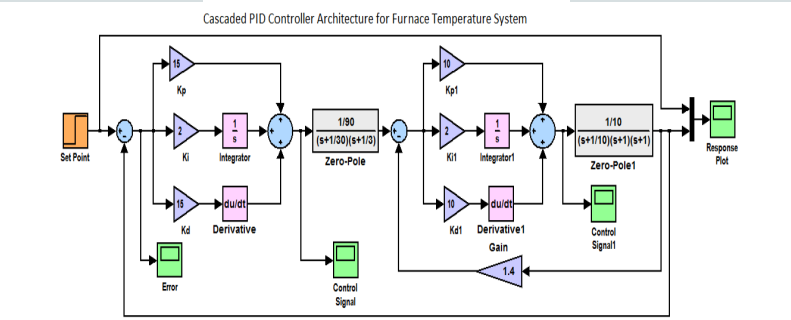 Cascaded PID Controller Architecture for Furnace Temperature System
15
Kp
10
Kp1
Set Point
+
-
2
Ki
1
s
Integrator
+
+
+
1/90
(s+1/30)(s+1/3)
Zero-Pole
+
-
2
Ki1
1
s
Integrator1
+
+
+
1/10
(s+1/10)(s+1)(s+1)
Zero-Pole1
Response
Plot
15
Kd
du/dt
Derivative
10
Kd1
du/dt
Derivative1
Control
Signal1
Gain
1.4
Error
Control
Signal